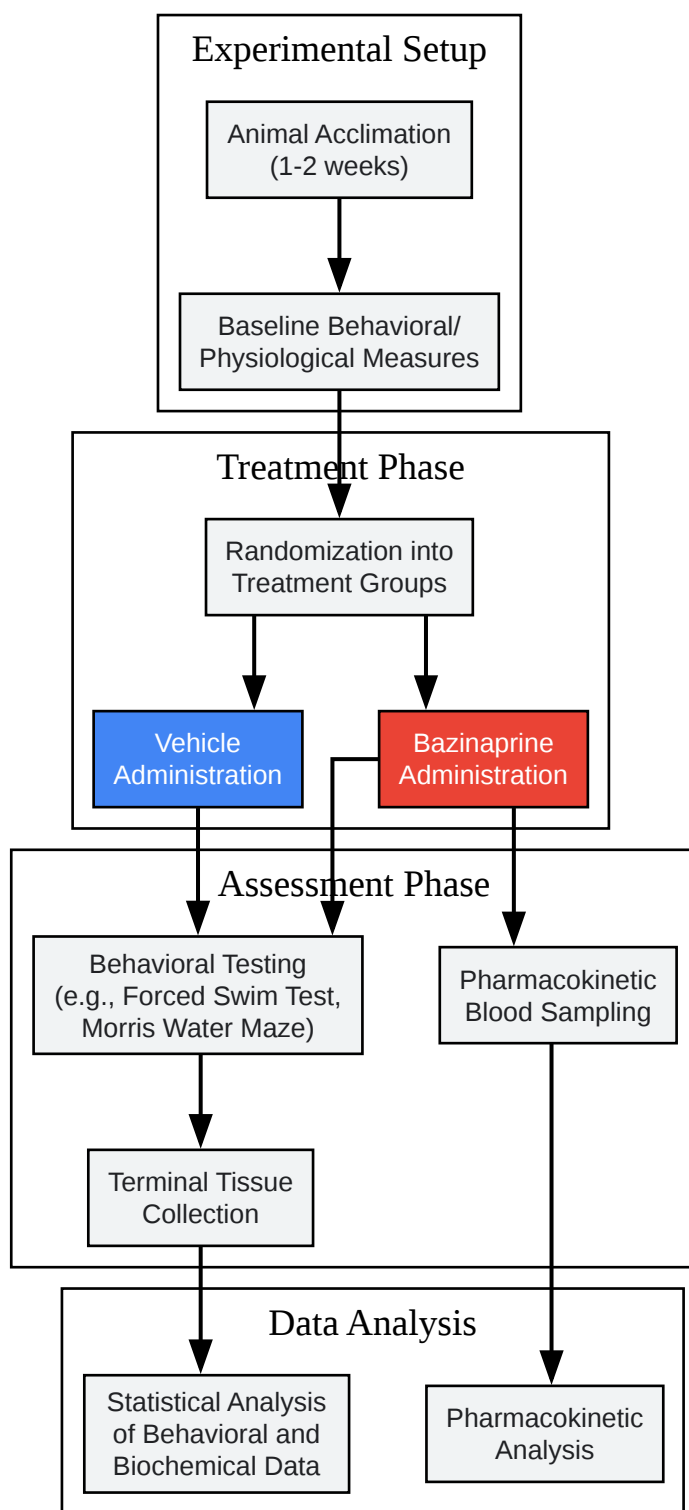 Experimental Setup
Animal Acclimation
(1-2 weeks)
Baseline Behavioral/
Physiological Measures
Treatment Phase
Randomization into
Treatment Groups
Vehicle
Administration
Bazinaprine
Administration
Assessment Phase
Behavioral Testing
(e.g., Forced Swim Test,
Morris Water Maze)
Pharmacokinetic
Blood Sampling
Terminal Tissue
Collection
Data Analysis
Statistical Analysis
of Behavioral and
Biochemical Data
Pharmacokinetic
Analysis